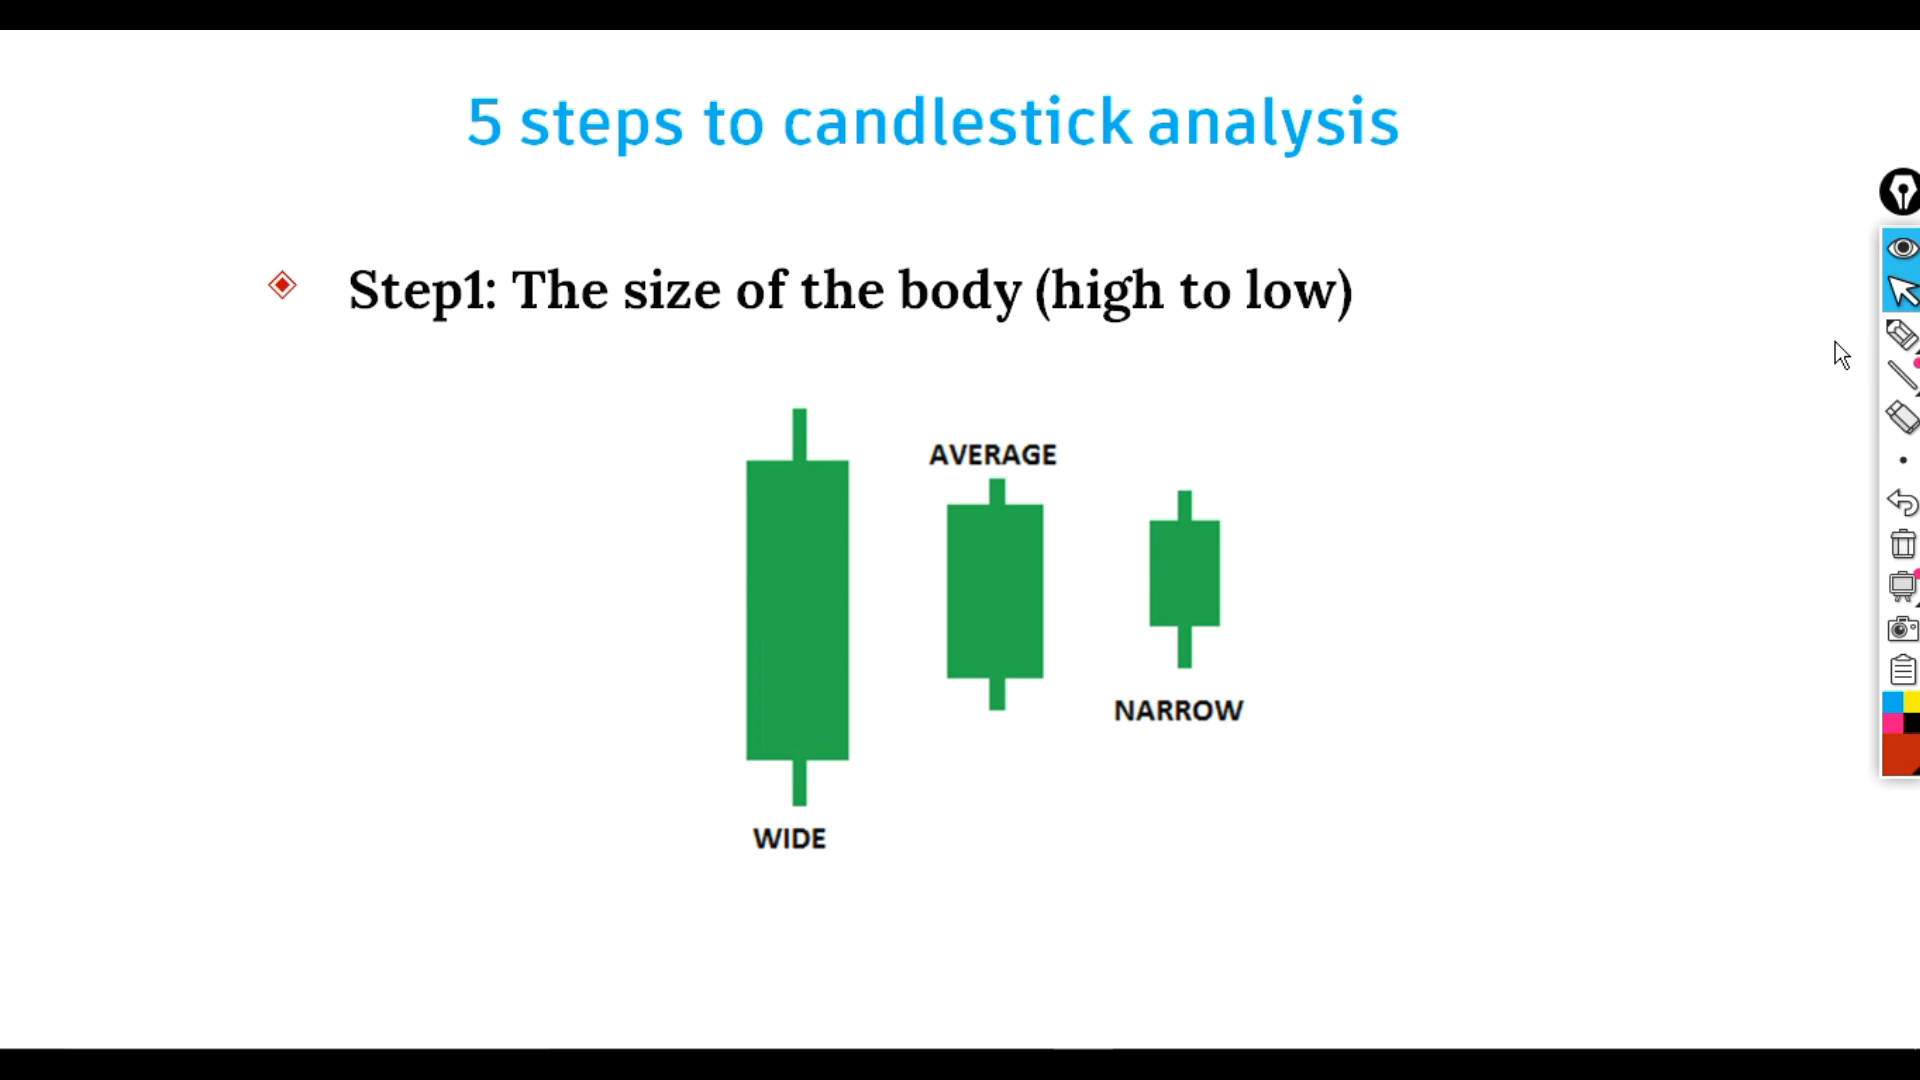 5 steps to candlestick analysis
Step1: The size of the body (high to low)
AVERAGE
NARROW
WIDE